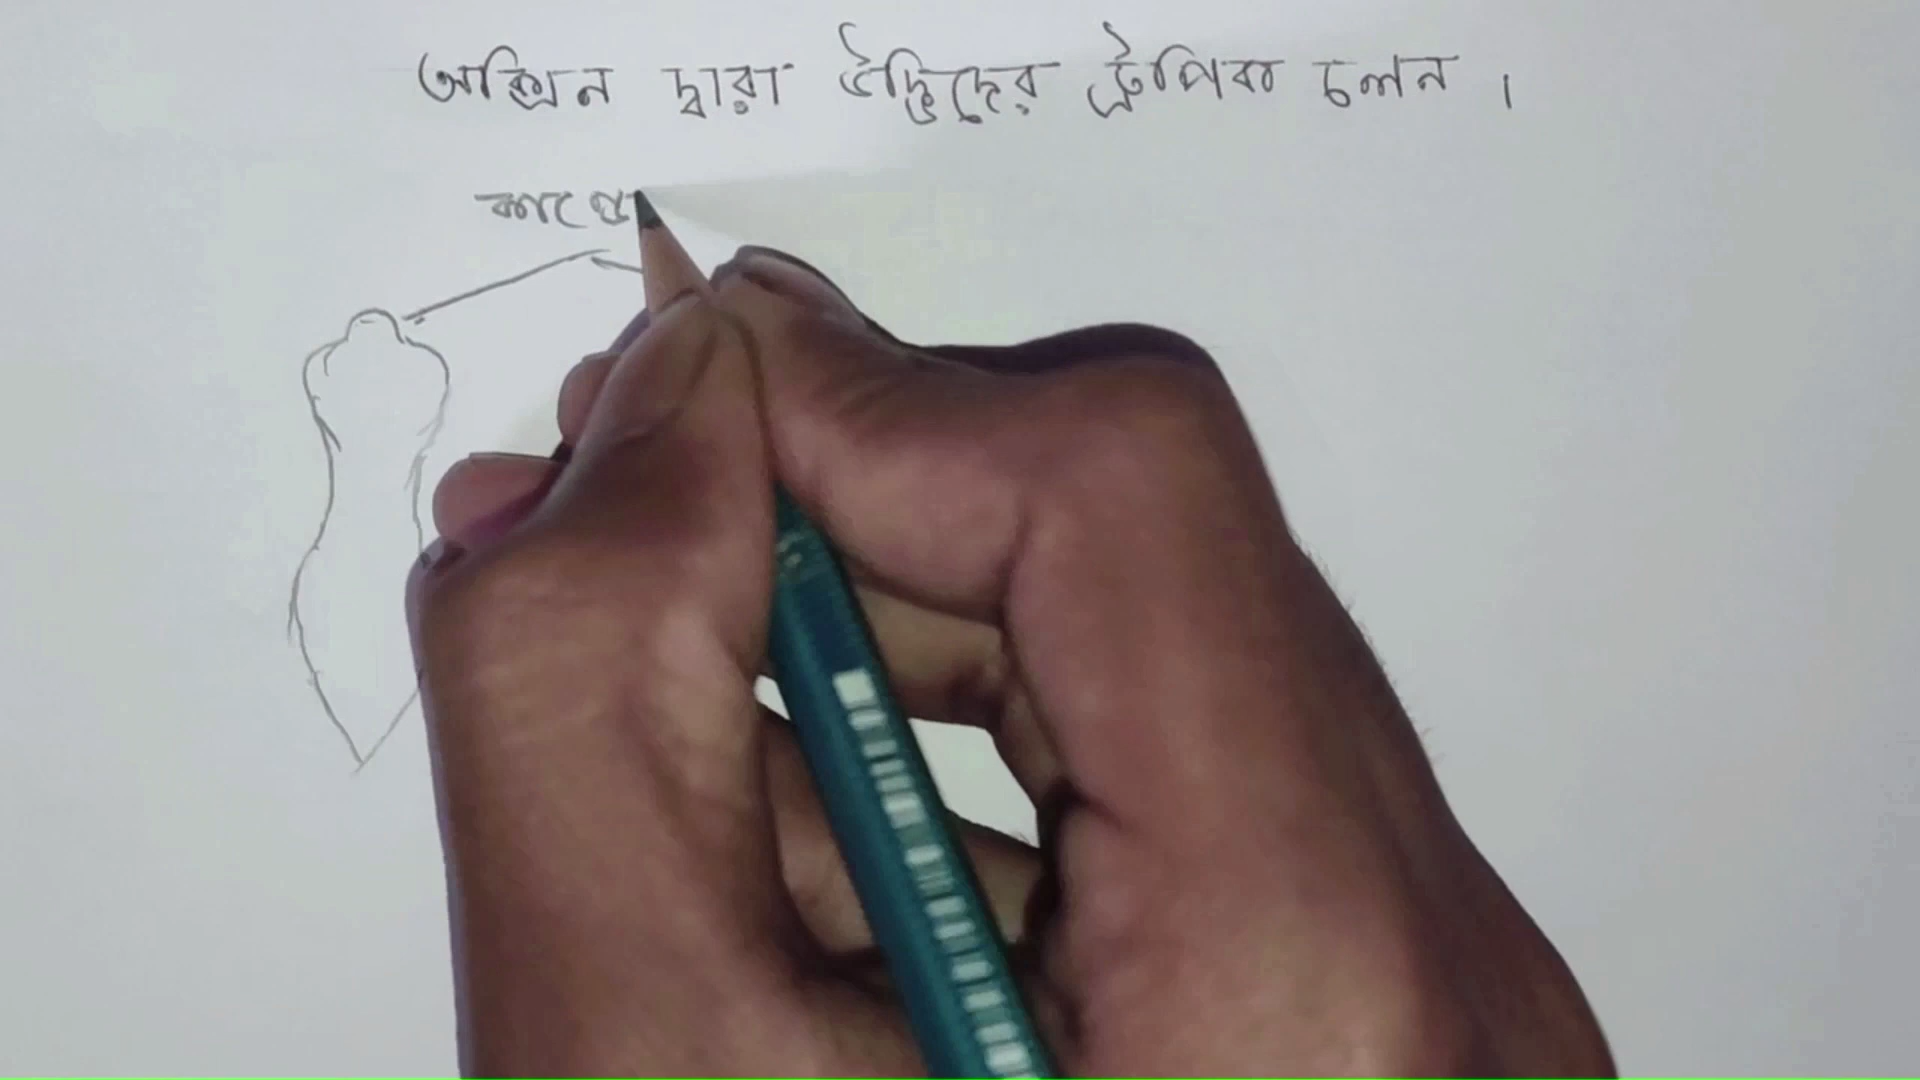 অক্সিন দ্বারা উদ্ভিদের ট্রপিক চলন ।
কাণ্ডে